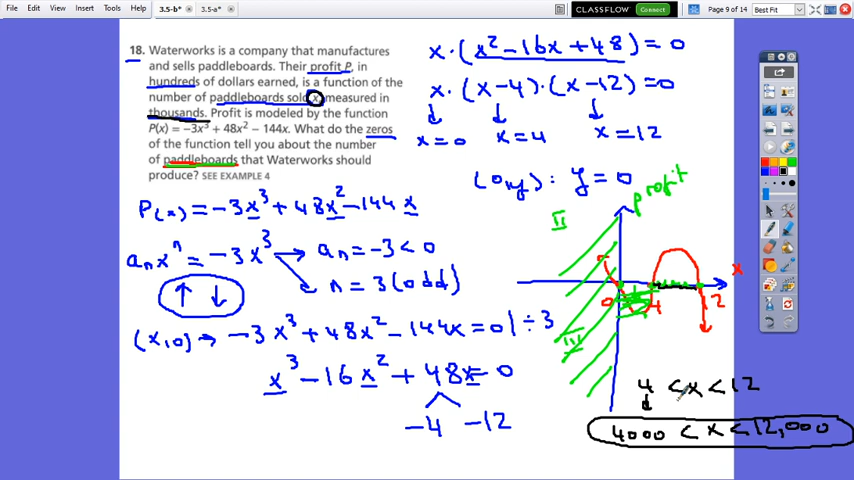 File Edit View Insert Tools Help
CLASSFLOW
Connect
Page 9 of 14
Best Fit
3.5-b*
3.5-a*
18. Waterworks is a company that manufactures
and sells paddleboards. Their profit P, in
hundreds of dollars earned, is a function of the
number of paddleboards sold x, measured in
thousands. Profit is modeled by the function
P(x) = −3x³ + 48x² − 144x. What do the zeros
of the function tell you about the number
of paddleboards that Waterworks should
produce? SEE EXAMPLE 4
P(x) = -3x³ + 48x² - 144x
aₙxⁿ = -3x³ → aₙ = -3 < 0
n = 3 (odd)
↑ ↓
(x,0) → -3x³ + 48x² - 144x = 0 | ÷ 3
x³ - 16x² + 48x = 0
-4 -12
x · (x² - 16x + 48) = 0
x · (x-4) · (x-12) = 0
x=0 x=4 x=12
(0,y): y = 0
profit
II
x
0 4 12
III
4 < x < 12
4000 < x < 12,000